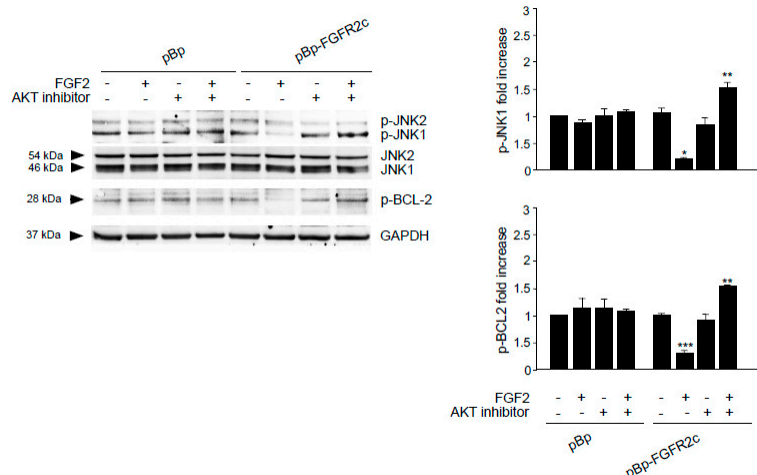 pBp pBp-FGFR2c
FGF2 - + - + - + - +
AKT inhibitor - - + + - - + +
p-JNK2
p-JNK1
54 kDa JNK2
46 kDa JNK1
28 kDa p-BCL-2
37 kDa GAPDH
p-JNK1 fold increase
3
2.5
2
1.5
1
1.5
0
*
**
p-BCL2 fold increase
3
2.5
2
1.5
1
1.5
0
***
**
FGF2 - + - + - + - +
AKT inhibitor - - + + - - + +
pBp pBp-FGFR2c